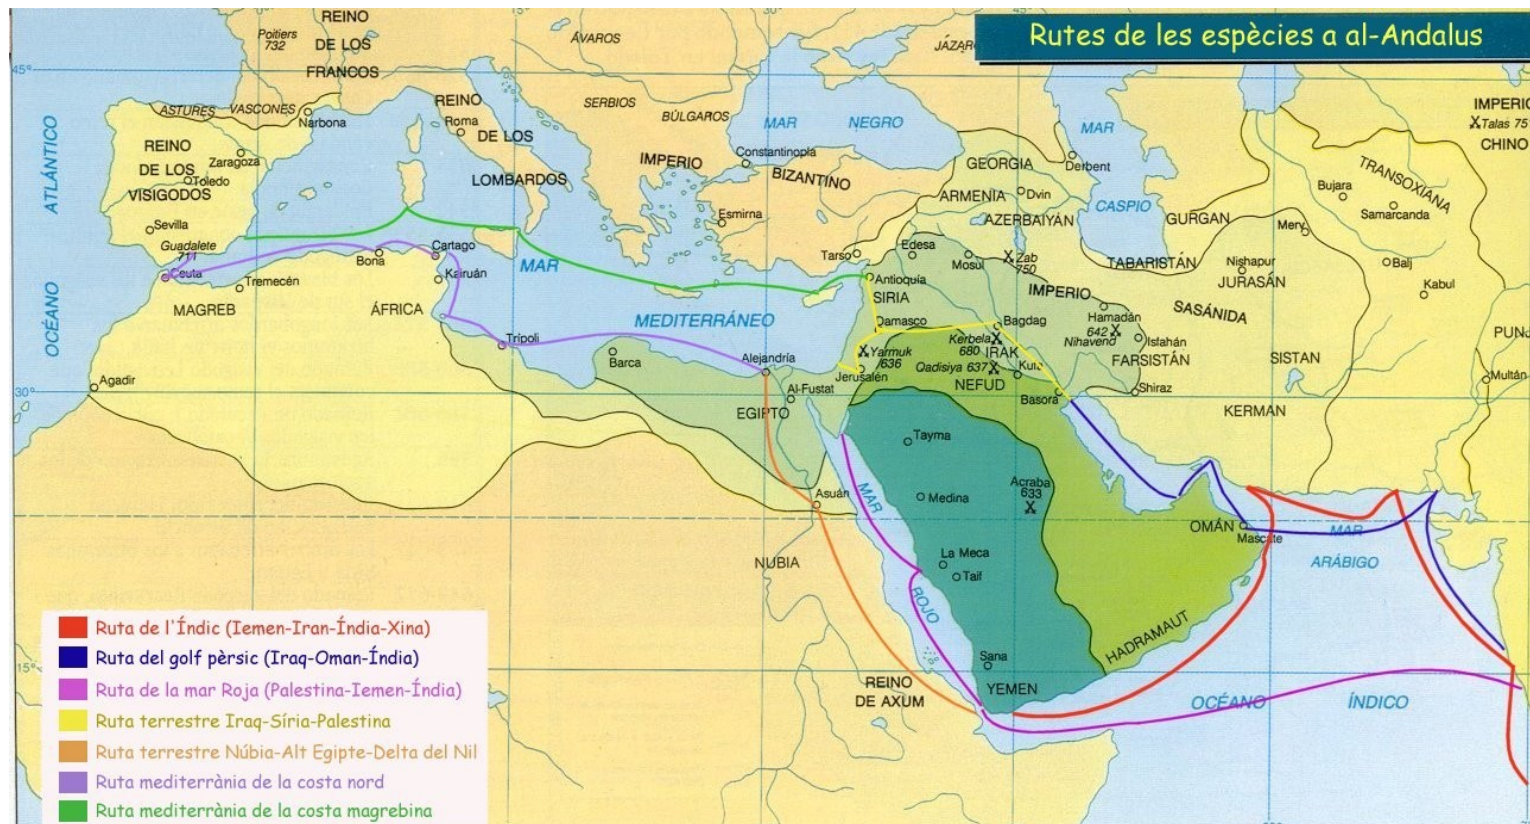 Rutes de les espècies a al-Andalus
REINO
DE LOS
FRANCOS
Poitiers
732
ÁVAROS
45°
15°
30°
45°
ASTURES
VASCONES
Narbona
REINO
DE LOS
VISIGODOS
Zaragoza
Toledo
Sevilla
Guadalete
711
Ceuta
ATLÁNTICO
OCÉANO
REINO
DE LOS
LOMBARDOS
Roma
SERBIOS
BÚLGAROS
IMPERIO
BIZANTINO
Constantinopla
Esmirna
MAR NEGRO
MAR
CASPIO
GEORGIA
Derbent
ARMENIA
Dvin
AZERBAIYÁN
GURGAN
TRANSOXIANA
IMPERIO
CHINO
Bujara
Samarcanda
Balj
Kabul
Nishapur
JURASÁN
TABARISTÁN
IMPERIO
SASÁNIDA
Tarso
Edesa
Mosul
Zab
750
Antioquía
SIRIA
Damasco
Bagdag
Hamadán
642
Nihavend
Isfahán
FARSISTÁN
SISTAN
Multán
Kerbela
680
IRAK
Kufa
Qadisiya 637
NEFUD
Basora
Shiraz
KERMAN
Yarmuk
636
Jerusalén
MAR
MEDITERRÁNEO
Cartago
Bona
Kairuán
Tremecén
MAGREB
ÁFRICA
Trípoli
Barca
Alejandría
Al-Fustat
EGIPTO
Agadir
30°
Asuán
NUBIA
MAR
ROJO
Tayma
Medina
Acraba
633
La Meca
Taif
Sana
YEMEN
HADRAMAUT
OMÁN
Mascate
MAR
ARÁBIGO
OCÉANO ÍNDICO
REINO
DE AXUM
15°
Ruta de l'Índic (Iemen-Iran-Índia-Xina)
Ruta del golf pèrsic (Iraq-Oman-Índia)
Ruta de la mar Roja (Palestina-Iemen-Índia)
Ruta terrestre Iraq-Síria-Palestina
Ruta terrestre Núbia-Alt Egipte-Delta del Nil
Ruta mediterrània de la costa nord
Ruta mediterrània de la costa magrebina